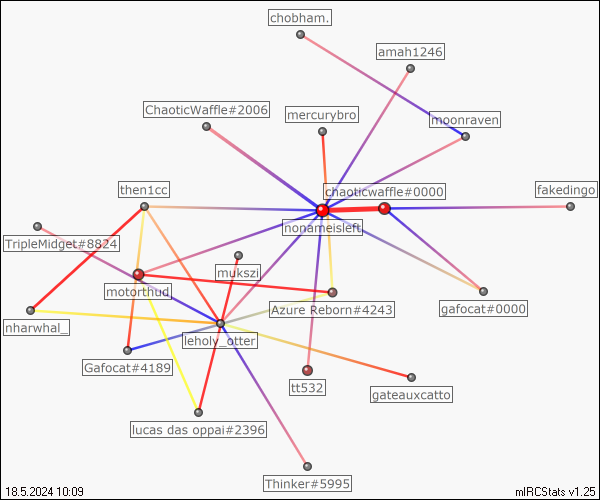 chobham.
amah1246
ChaoticWaffle#2006
mercurybro
moonraven
then1cc
chaoticwaffle#0000
fakedingo
nonameisleft
TripleMidget#8824
mukszi
motorthud
Azure Reborn#4243
gafocat#0000
nharwhal_
leholy_otter
Gafocat#4189
tt532
gateauxcatto
lucas das oppai#2396
Thinker#5995
18.5.2024 10:09
mIRCStats v1.25